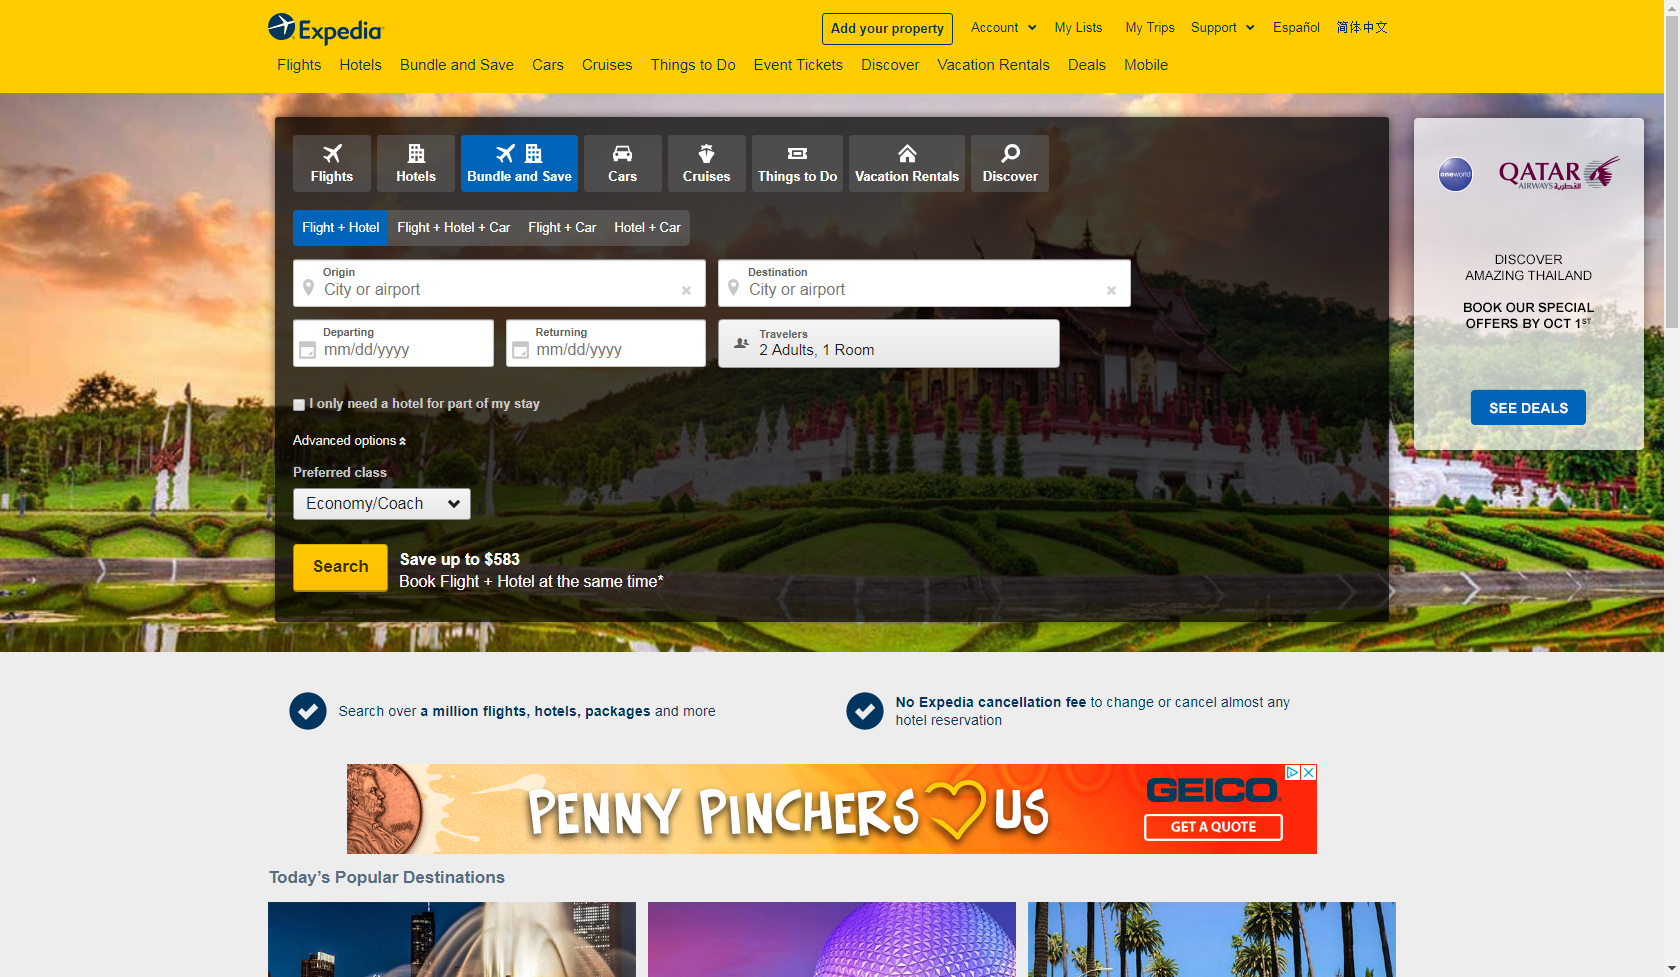 Expedia
Add your property
Account
My Lists
My Trips
Support
Español
简体中文
Flights
Hotels
Bundle and Save
Cars
Cruises
Things to Do
Event Tickets
Discover
Vacation Rentals
Deals
Mobile
Flights
Hotels
Bundle and Save
Cars
Cruises
Things to Do
Vacation Rentals
Discover
Flight + Hotel
Flight + Hotel + Car
Flight + Car
Hotel + Car
Origin
City or airport
Destination
City or airport
Departing
mm/dd/yyyy
Returning
mm/dd/yyyy
Travelers
2 Adults, 1 Room
I only need a hotel for part of my stay
Advanced options
Preferred class
Economy/Coach
Search
Save up to $583
Book Flight + Hotel at the same time*
oneworld
QATAR
AIRWAYS القطرية
DISCOVER
AMAZING THAILAND
BOOK OUR SPECIAL
OFFERS BY OCT 1ST
SEE DEALS
Search over a million flights, hotels, packages and more
No Expedia cancellation fee to change or cancel almost any
hotel reservation
PENNY PINCHERS US
GEICO
GET A QUOTE
Today's Popular Destinations